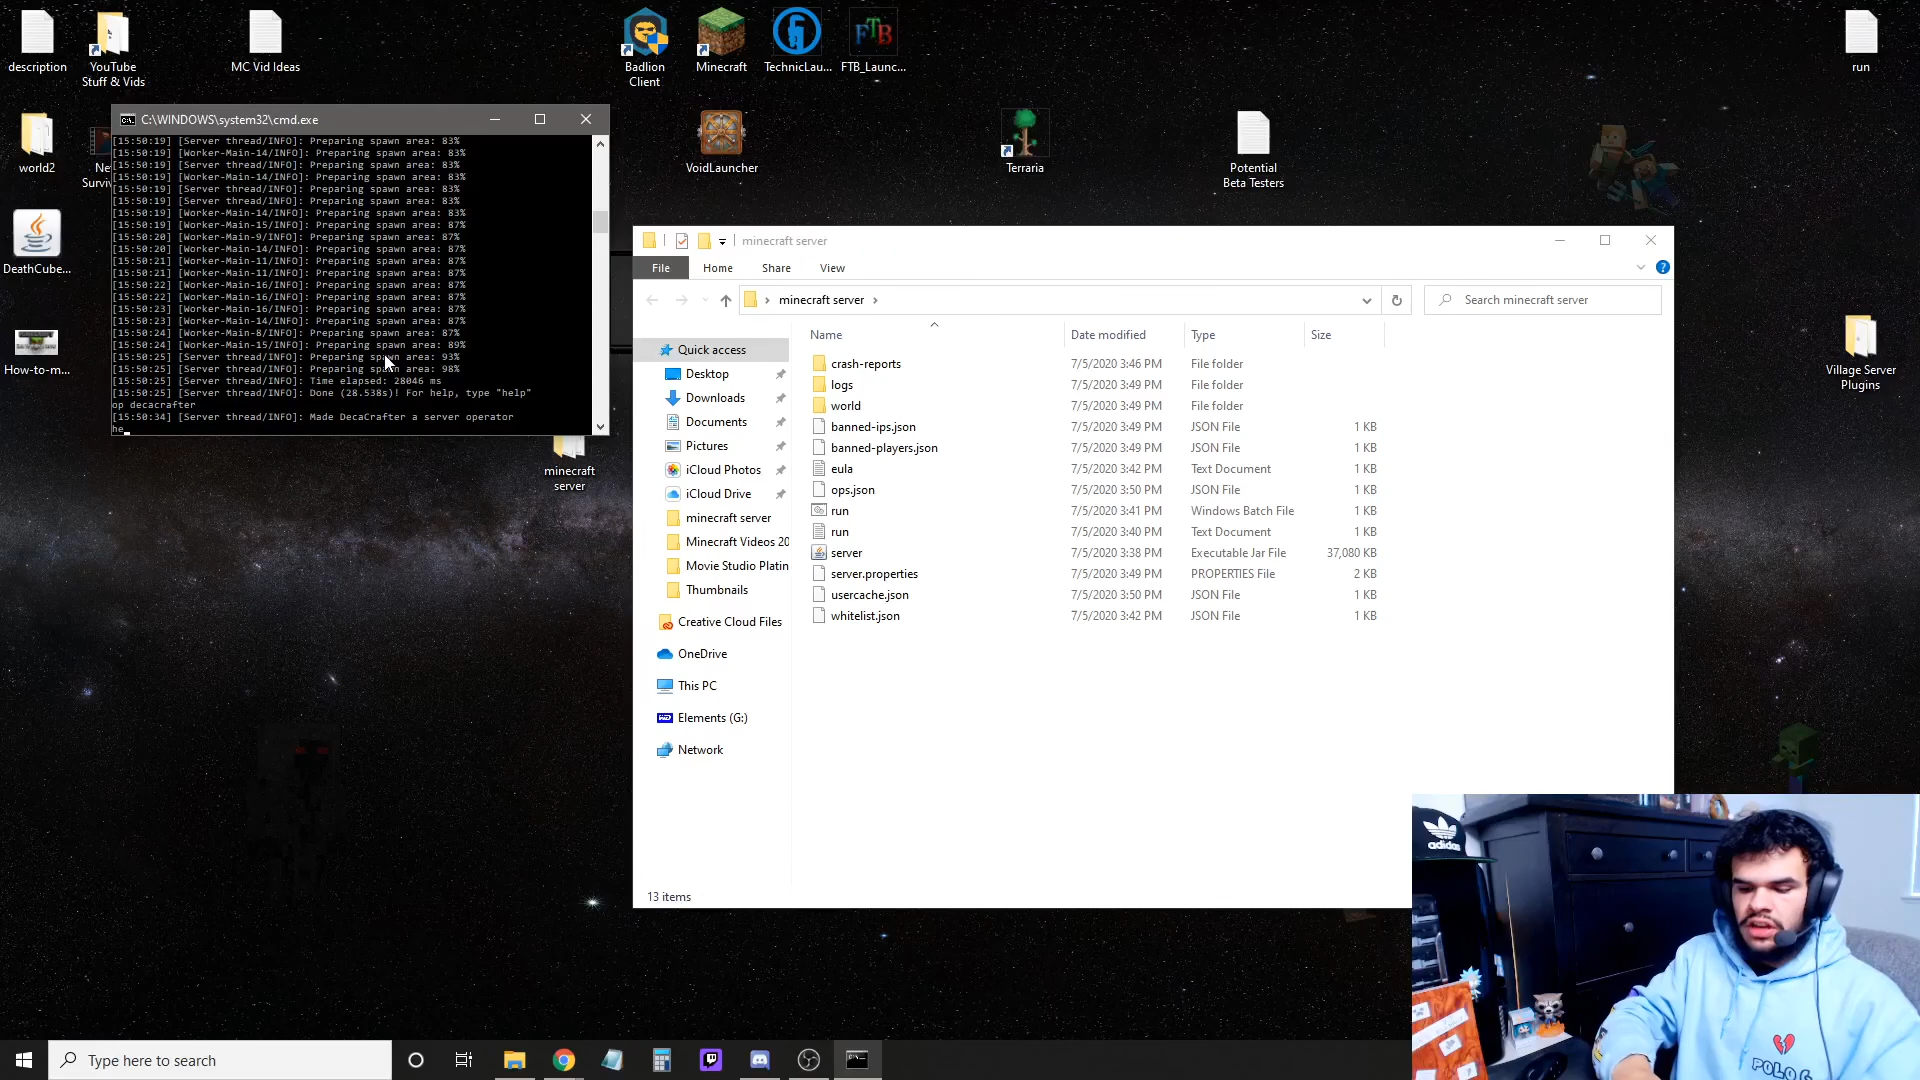 description
YouTube
Stuff & Vids
MC Vid Ideas
Badlion
Client
Minecraft
TechnicLau...
FTB_Launc...
FTB
run
world2
Ne
Surviv
VoidLauncher
Terraria
Potential
Beta Testers
DeathCube...
How-to-m...
Village Server
Plugins
minecraft
server
C:\WINDOWS\system32\cmd.exe
[15:50:19] [Server thread/INFO]: Preparing spawn area: 83%
[15:50:19] [Worker-Main-14/INFO]: Preparing spawn area: 83%
[15:50:19] [Server thread/INFO]: Preparing spawn area: 83%
[15:50:19] [Worker-Main-14/INFO]: Preparing spawn area: 83%
[15:50:19] [Server thread/INFO]: Preparing spawn area: 83%
[15:50:19] [Server thread/INFO]: Preparing spawn area: 83%
[15:50:19] [Worker-Main-14/INFO]: Preparing spawn area: 83%
[15:50:19] [Worker-Main-15/INFO]: Preparing spawn area: 87%
[15:50:20] [Worker-Main-9/INFO]: Preparing spawn area: 87%
[15:50:20] [Worker-Main-14/INFO]: Preparing spawn area: 87%
[15:50:21] [Worker-Main-11/INFO]: Preparing spawn area: 87%
[15:50:21] [Worker-Main-11/INFO]: Preparing spawn area: 87%
[15:50:22] [Worker-Main-16/INFO]: Preparing spawn area: 87%
[15:50:22] [Worker-Main-16/INFO]: Preparing spawn area: 87%
[15:50:23] [Worker-Main-16/INFO]: Preparing spawn area: 87%
[15:50:23] [Worker-Main-14/INFO]: Preparing spawn area: 87%
[15:50:24] [Worker-Main-8/INFO]: Preparing spawn area: 87%
[15:50:24] [Worker-Main-15/INFO]: Preparing spawn area: 89%
[15:50:25] [Server thread/INFO]: Preparing spawn area: 93%
[15:50:25] [Server thread/INFO]: Preparing spawn area: 98%
[15:50:25] [Server thread/INFO]: Time elapsed: 28046 ms
[15:50:25] [Server thread/INFO]: Done (28.538s)! For help, type "help"
op decacrafter
[15:50:34] [Server thread/INFO]: Made DecaCrafter a server operator
he
minecraft server
File Home Share View
minecraft server
Search minecraft server
Name Date modified Type Size
Quick access
Desktop
Downloads
Documents
Pictures
iCloud Photos
iCloud Drive
minecraft server
Minecraft Videos 20
Movie Studio Platin
Thumbnails
Creative Cloud Files
OneDrive
This PC
Elements (G:)
Network
crash-reports 7/5/2020 3:46 PM File folder
logs 7/5/2020 3:49 PM File folder
world 7/5/2020 3:49 PM File folder
banned-ips.json 7/5/2020 3:49 PM JSON File 1 KB
banned-players.json 7/5/2020 3:49 PM JSON File 1 KB
eula 7/5/2020 3:42 PM Text Document 1 KB
ops.json 7/5/2020 3:50 PM JSON File 1 KB
run 7/5/2020 3:41 PM Windows Batch File 1 KB
run 7/5/2020 3:40 PM Text Document 1 KB
server 7/5/2020 3:38 PM Executable Jar File 37,080 KB
server.properties 7/5/2020 3:49 PM PROPERTIES File 2 KB
usercache.json 7/5/2020 3:50 PM JSON File 1 KB
whitelist.json 7/5/2020 3:42 PM JSON File 1 KB
13 items
adidas
POLO G
Type here to search